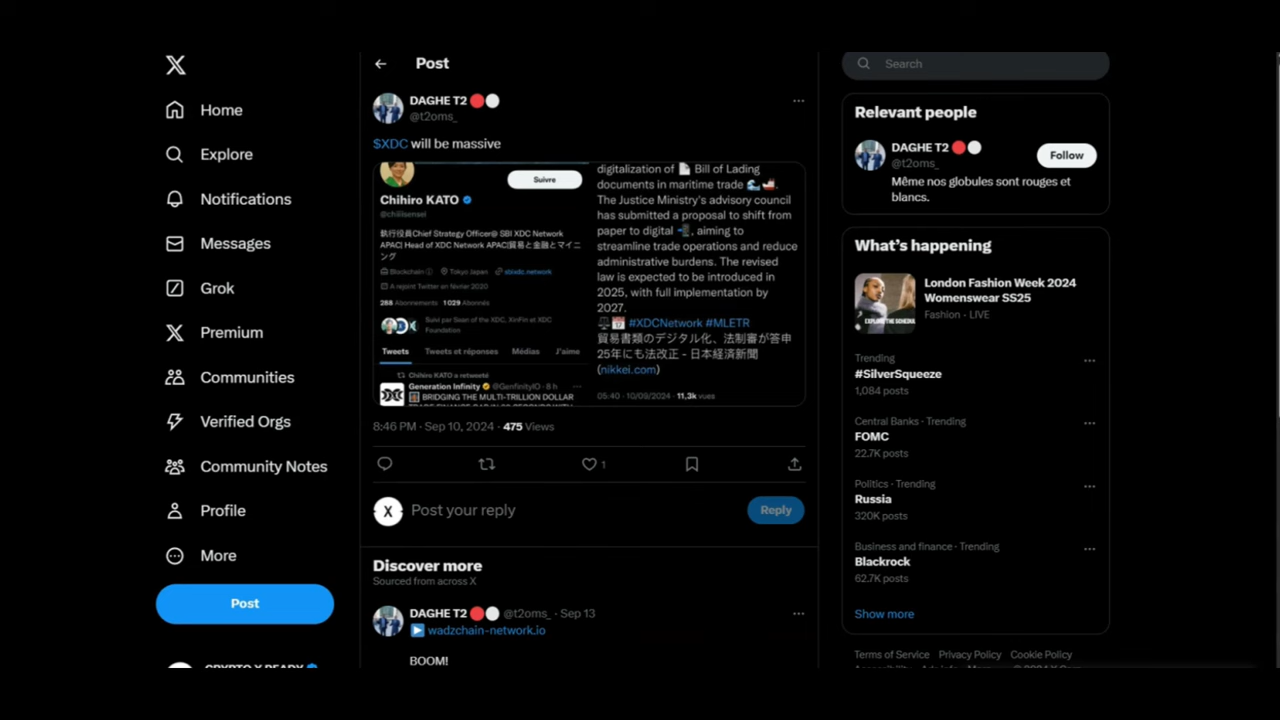 Home
Explore
Notifications
Messages
Grok
Premium
Communities
Verified Orgs
Community Notes
Profile
More
Post
CRYPTO X READY
Post
DAGHE T2
@t2oms_
$XDC will be massive
Suivre
Chihiro KATO
@chiiisensei
執行役員Chief Strategy Officer@ SBI XDC Network
APAC| Head of XDC Network APAC|貿易と金融とマイニ
ング
Blockchain Tokyo Japan sbixdc.network
A rejoint Twitter en février 2020
288 Abonnements 1029 Abonnés
Suivi par Sean of the XDC, XinFin et XDC
Foundation
Tweets Tweets et réponses Médias J'aime
Chihiro KATO a retweeté
Generation Infinity @GenfinityIO · 8 h
BRIDGING THE MULTI-TRILLION DOLLAR
digitalization of Bill of Lading
documents in maritime trade
The Justice Ministry's advisory council
has submitted a proposal to shift from
paper to digital , aiming to
streamline trade operations and reduce
administrative burdens. The revised
law is expected to be introduced in
2025, with full implementation by
2027.
#XDCNetwork #MLETR
貿易書類のデジタル化、法制審が答申
25年にも法改正 - 日本経済新聞
(nikkei.com)
05:40 · 10/09/2024 · 11,3k vues
8:46 PM · Sep 10, 2024 · 475 Views
1
X Post your reply
Reply
Discover more
Sourced from across X
DAGHE T2 @t2oms_ · Sep 13
wadzchain-network.io
BOOM!
Search
Relevant people
DAGHE T2
@t2oms_
Follow
Même nos globules sont rouges et
blancs.
What's happening
London Fashion Week 2024
Womenswear SS25
Fashion · LIVE
EXPLORE THE SCHEDULE
Trending
#SilverSqueeze
1,084 posts
Central Banks · Trending
FOMC
22.7K posts
Politics · Trending
Russia
320K posts
Business and finance · Trending
Blackrock
62.7K posts
Show more
Terms of Service Privacy Policy Cookie Policy